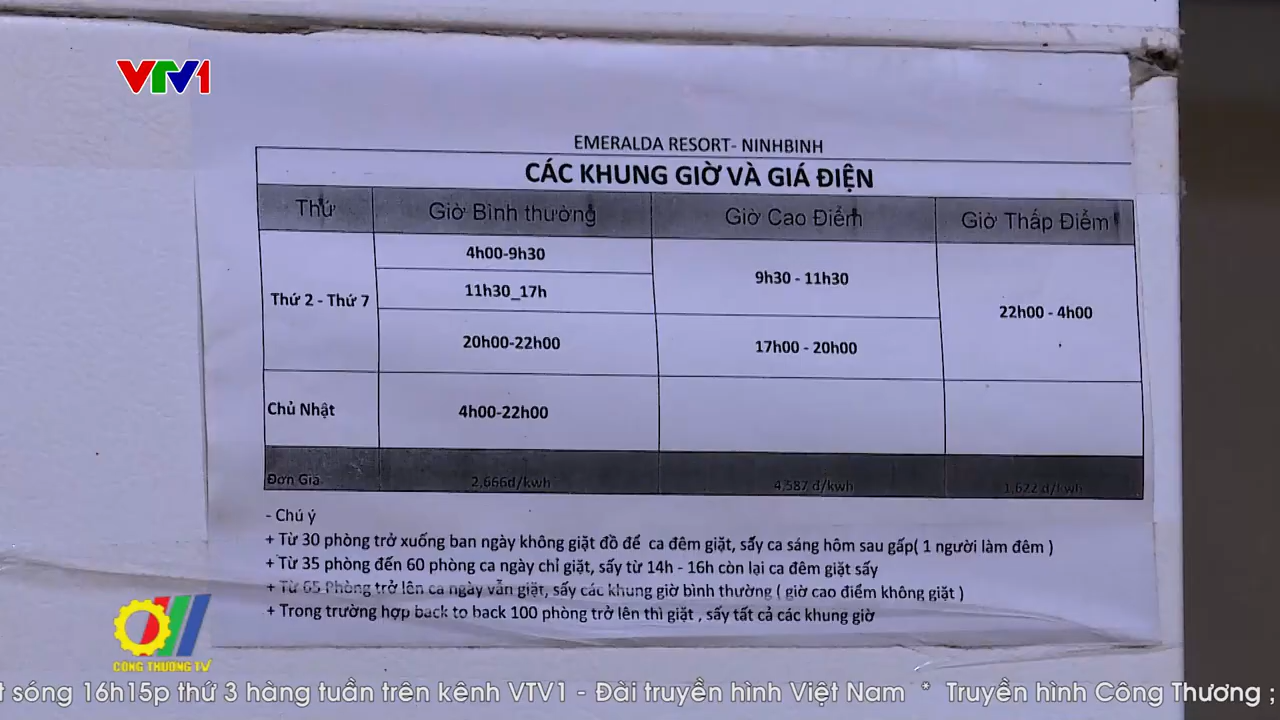 VTV1
EMERALDA RESORT- NINHBINH
CÁC KHUNG GIỜ VÀ GIÁ ĐIỆN
Thứ Giờ Bình thường Giờ Cao Điểm Giờ Thấp Điểm
4h00-9h30
9h30 - 11h30
Thứ 2 - Thứ 7 11h30_17h 22h00 - 4h00
20h00-22h00 17h00 - 20h00
Chủ Nhật 4h00-22h00
Đơn Giá 2,666d/kwh 4,587 d/kwh 1,622 d/kwh
- Chú ý
+ Từ 30 phòng trở xuống ban ngày không giặt đồ để ca đêm giặt, sấy ca sáng hôm sau gấp( 1 người làm đêm )
+ Từ 35 phòng đến 60 phòng ca ngày chỉ giặt, sấy từ 14h - 16h còn lại ca đêm giặt sấy
+ Từ 65 Phòng trở lên ca ngày vẫn giặt, sấy các khung giờ bình thường ( giờ cao điểm không giặt )
+ Trong trường hợp back to back 100 phòng trở lên thì giặt , sấy tất cả các khung giờ
CÔNG THƯƠNG TV
t sóng 16h15p thứ 3 hàng tuần trên kênh VTV1 - Đài truyền hình Việt Nam * Truyền hình Công Thương ;